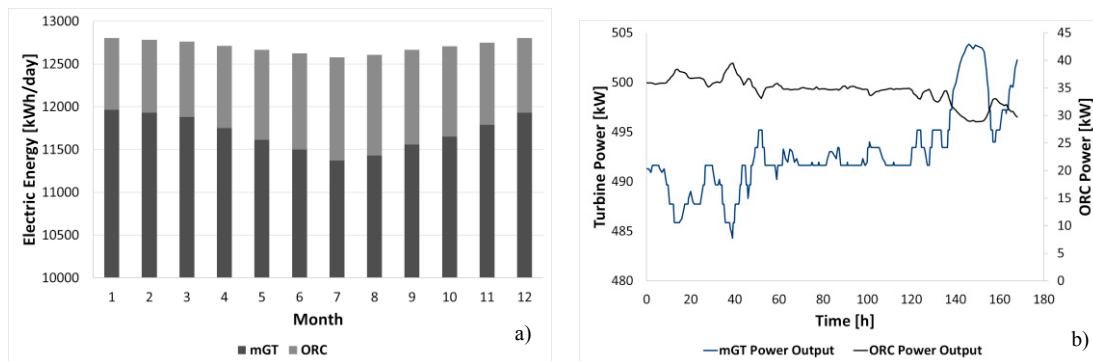 13000
12500
12000
11500
11000
10500
10000
Electric Energy [kWh/day]
1 2 3 4 5 6 7 8 9 10 11 12
Month
mGT ORC
a)
505
500
495
490
485
480
Turbine Power [kW]
45
40
35
30
25
20
15
10
5
0
ORC Power [kW]
0 20 40 60 80 100 120 140 160 180
Time [h]
mGT Power Output ORC Power Output
b)